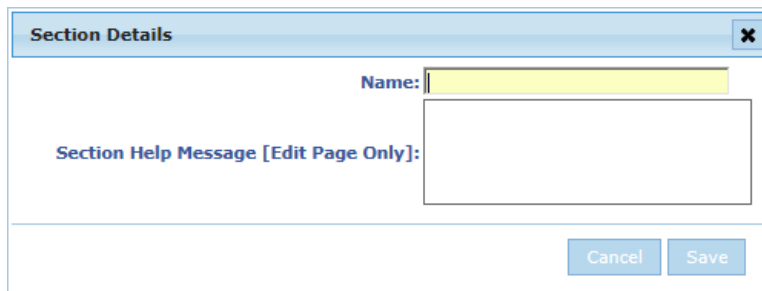 Section Details
Name:
Section Help Message [Edit Page Only]:
Cancel Save